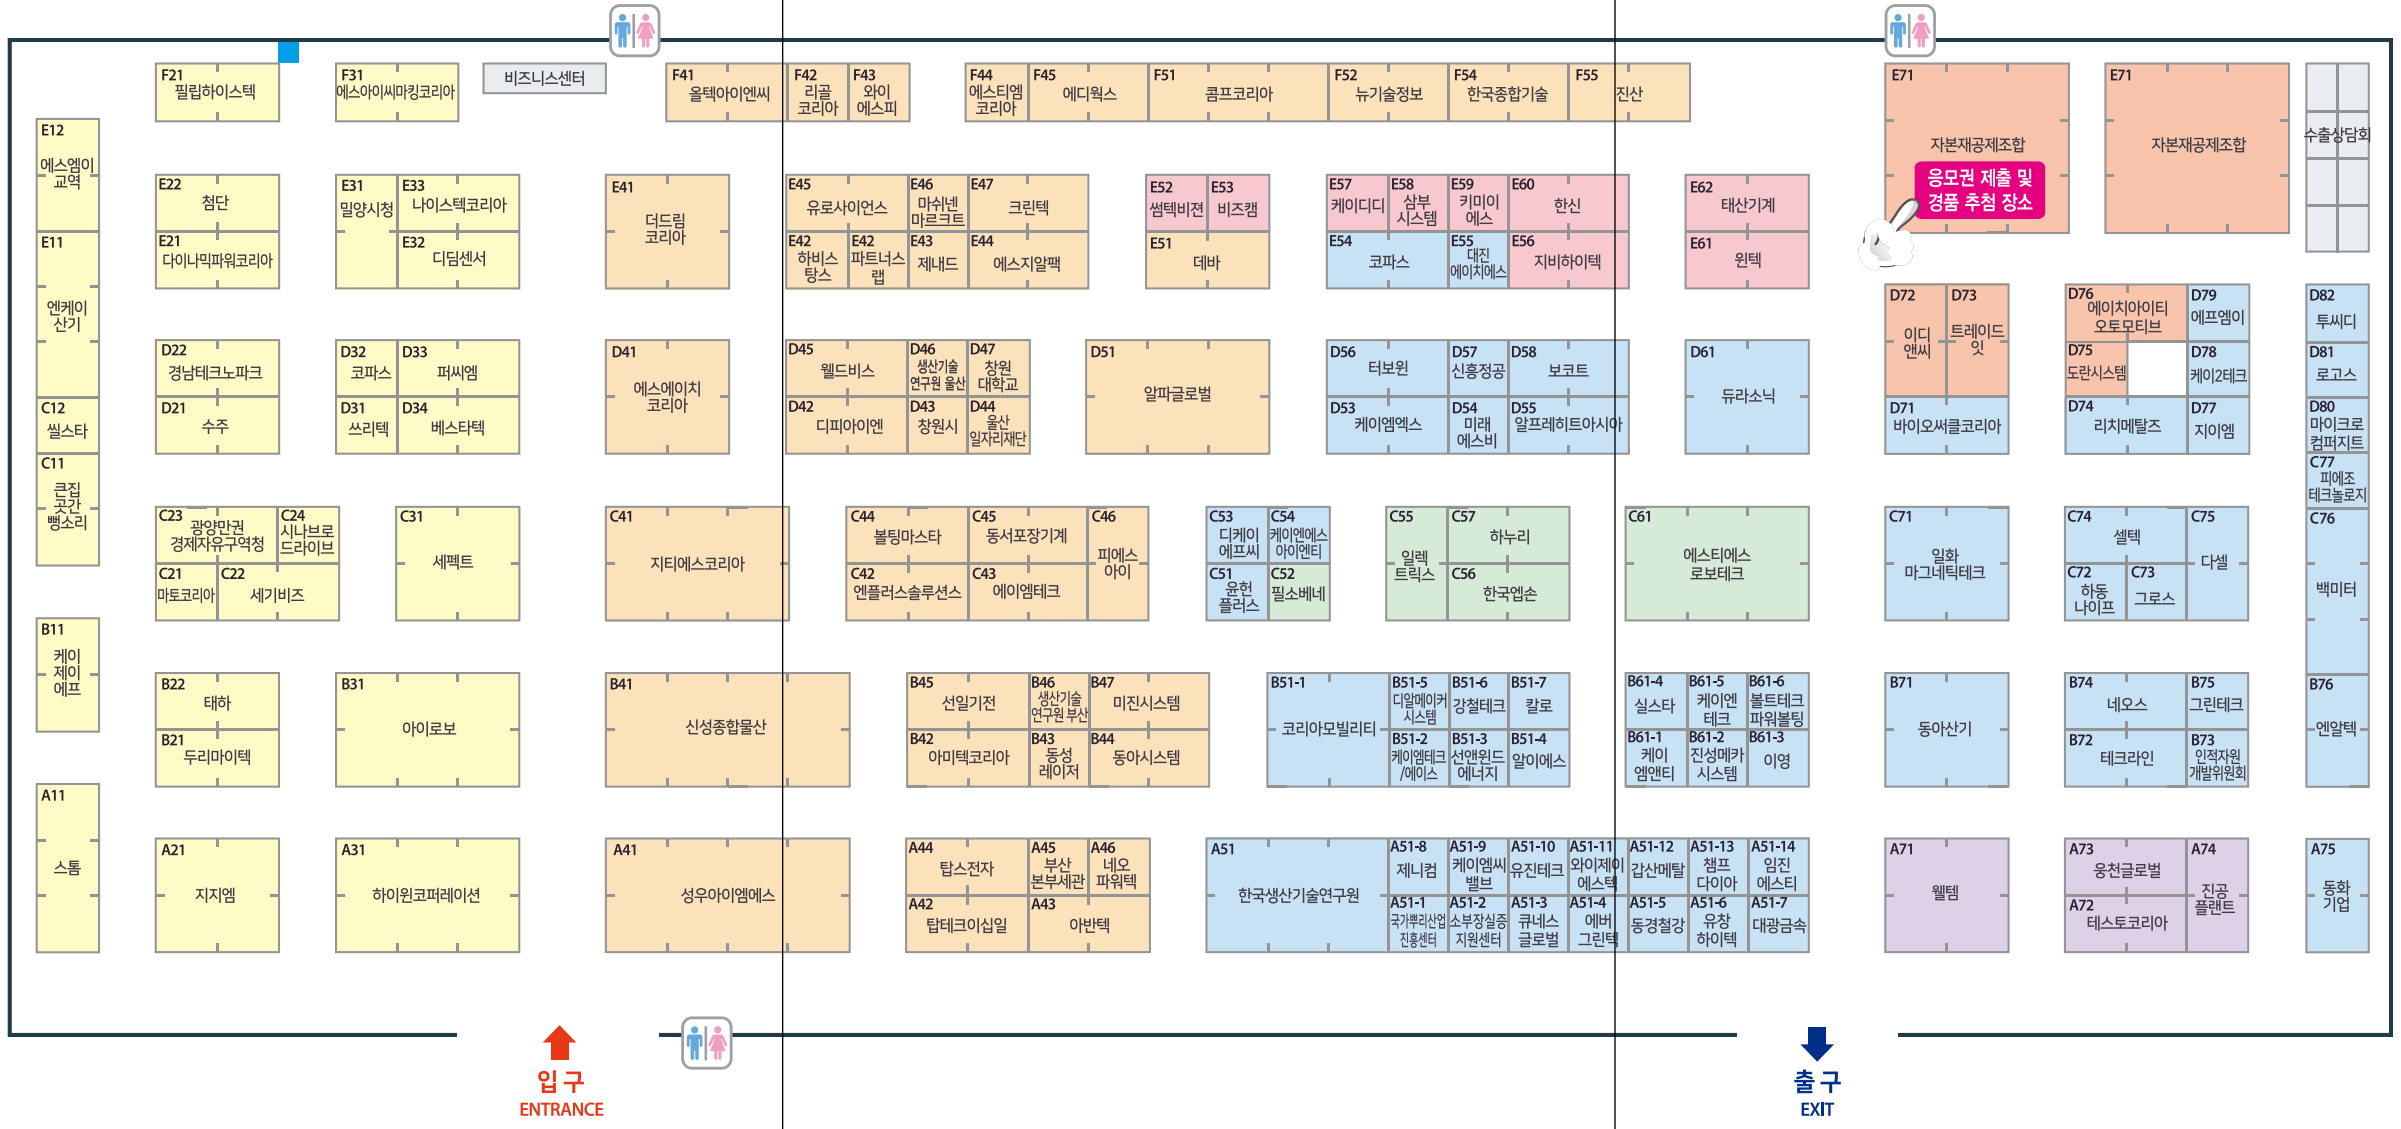 F21
필립하이스텍
F31
에스아이씨마킹코리아
비즈니스센터
F41
올텍아이엔씨
F42
리골
코리아
F43
와이
에스피
F44
에스티엠
코리아
F45
에디웍스
F51
콤프코리아
F52
뉴기술정보
F54
한국종합기술
F55
진산
E71
자본재공제조합
응모권 제출 및
경품 추첨 장소
E71
자본재공제조합
수출상담회
E12
에스엠이
교역
E11
엔케이
산기
C12
씰스타
C11
큰집
곳간
뻥소리
B11
케이
제이
에프
A11
스톰
E22
첨단
E21
다이나믹파워코리아
E31
밀양시청
E33
나이스텍코리아
E32
디딤센서
E41
더드림
코리아
E45
유로사이언스
E46
마쉬넨
마르크트
E47
크린텍
E42
하비스
탕스
E42
파트너스
랩
E43
제내드
E44
에스지알팩
E52
썸텍비젼
E53
비즈캠
E51
데바
E57
케이디디
E58
삼부
시스템
E59
키미이
에스
E60
한신
E54
코파스
E55
대진
에이치에스
E56
지비하이텍
E62
태산기계
E61
윈텍
D22
경남테크노파크
D21
수주
D32
코파스
D33
퍼씨엠
D31
쓰리텍
D34
베스타텍
D41
에스에이치
코리아
D45
웰드비스
D46
생산기술
연구원 울산
D47
창원
대학교
D42
디피아이엔
D43
창원시
D44
울산
일자리재단
D51
알파글로벌
D56
터보윈
D57
신흥정공
D58
보코트
D53
케이엠엑스
D54
미래
에스비
D55
알프레히트아시아
D61
듀라소닉
D72
이디
앤씨
D73
트레이드
잇
D71
바이오써클코리아
D76
에이치아이티
오토모티브
D79
에프엠이
D75
도란시스템
D78
케이2테크
D74
리치메탈즈
D77
지이엠
D82
투씨디
D81
로고스
D80
마이크로
컴퍼지트
C77
피에조
테크놀로지
C76
백미터
B76
엔알텍
A75
동화
기업
C23
광양만권
경제자유구역청
C24
시나브로
드라이브
C21
마토코리아
C22
세기비즈
C31
세펙트
C41
지티에스코리아
C44
볼팅마스타
C45
동서포장기계
C46
피에스
아이
C42
엔플러스솔루션스
C43
에이엠테크
C53
디케이
에프씨
C54
케이엔에스
아이엔티
C51
윤헌
플러스
C52
필소베네
C55
일렉
트릭스
C57
하누리
C56
한국엡손
C61
에스티에스
로보테크
C71
일화
마그네틱테크
C74
셀텍
C75
다셀
C72
하동
나이프
C73
그로스
B22
태하
B21
두리마이텍
B31
아이로보
B41
신성종합물산
B45
선일기전
B46
생산기술
연구원 부산
B47
미진시스템
B42
아미텍코리아
B43
동성
레이저
B44
동아시스템
B51-1
코리아모빌리티
B51-5
디알메이커
시스템
B51-6
강철테크
B51-7
칼로
B51-2
케이엠테크
/에이스
B51-3
선앤윈드
에너지
B51-4
알이에스
B61-4
실스타
B61-5
케이엔
테크
B61-6
볼트테크
파워볼팅
B61-1
케이
엠앤티
B61-2
진성메카
시스템
B61-3
이영
B71
동아산기
B74
네오스
B75
그린테크
B72
테크라인
B73
인적자원
개발위원회
A21
지지엠
A31
하이윈코퍼레이션
A41
성우아이엠에스
A44
탑스전자
A45
부산
본부세관
A46
네오
파워텍
A42
탑테크이십일
A43
아반텍
A51
한국생산기술연구원
A51-8
제니컴
A51-9
케이엠씨
밸브
A51-10
유진테크
A51-11
와이제이
에스텍
A51-12
갑산메탈
A51-13
챔프
다이아
A51-14
임진
에스티
A51-1
국가뿌리산업
진흥센터
A51-2
소부장실증
지원센터
A51-3
큐네스
글로벌
A51-4
에버
그린텍
A51-5
동경철강
A51-6
유창
하이텍
A51-7
대광금속
A71
웰템
A73
웅천글로벌
A74
진공
플랜트
A72
테스토코리아
입 구
ENTRANCE
출 구
EXIT